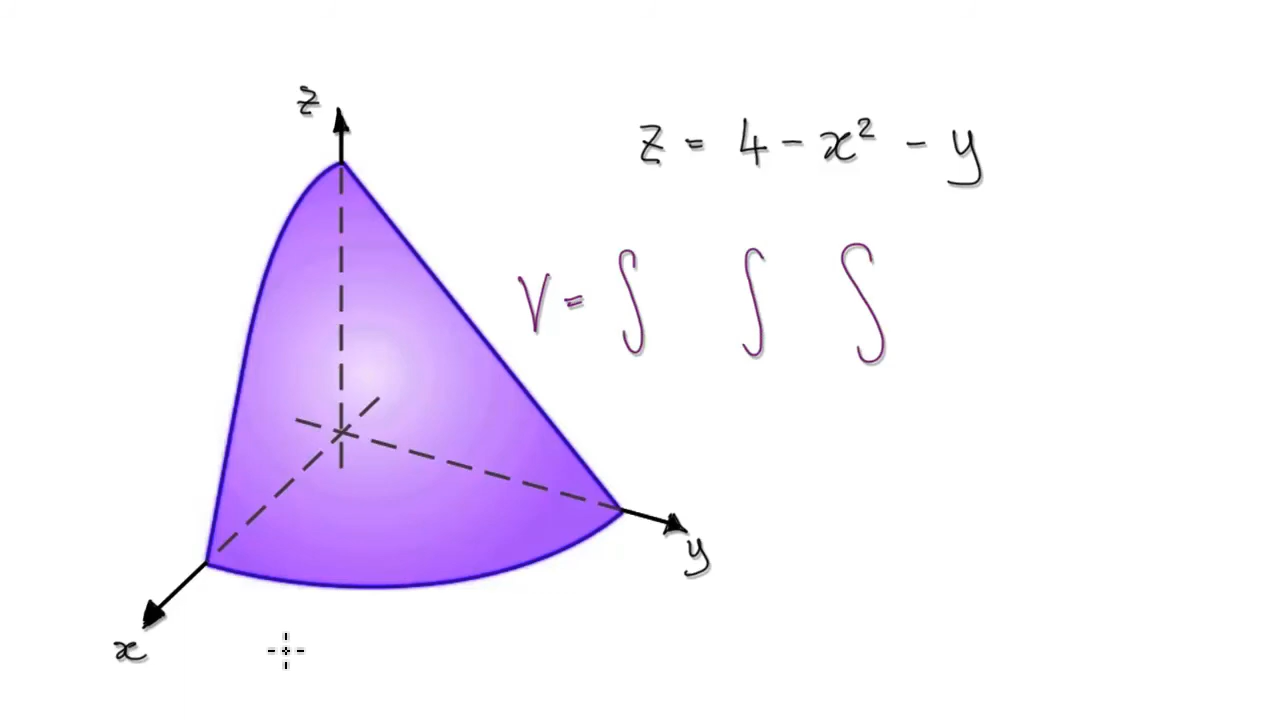 z
z = 4 - x² - y
V = ∫ ∫ ∫
y
x